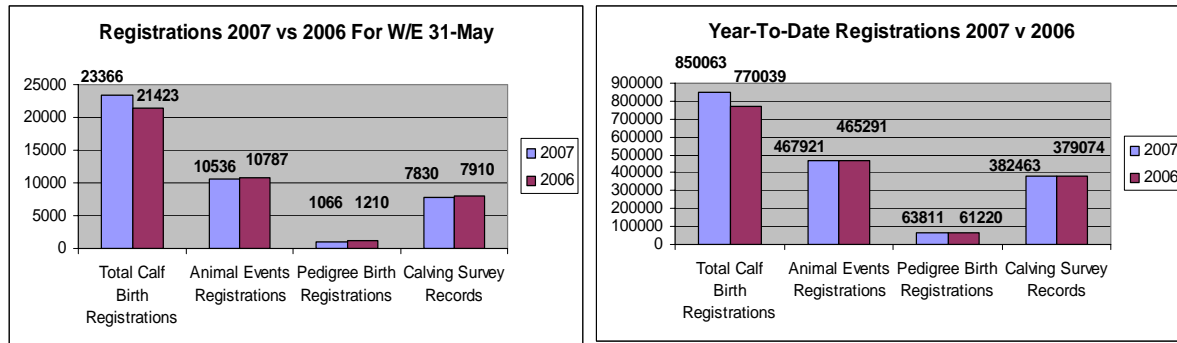 Registrations 2007 vs 2006 For W/E 31-May
23366
21423
10536
10787
1066
1210
7830
7910
25000
20000
15000
10000
5000
0
Total Calf
Birth
Registrations
Animal Events
Registrations
Pedigree Birth
Registrations
Calving Survey
Records
2007
2006
Year-To-Date Registrations 2007 v 2006
850063
770039
467921
465291
63811
61220
382463
379074
900000
800000
700000
600000
500000
400000
300000
200000
100000
0
Total Calf
Birth
Registrations
Animal Events
Registrations
Pedigree Birth
Registrations
Calving Survey
Records
2007
2006